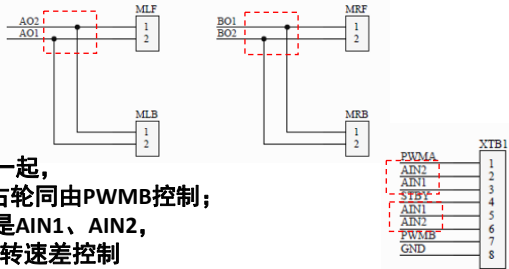 MLF
AO2
AO1
1
2
MRF
BO1
BO2
1
2
MLB
1
2
MRB
1
2
一起，
右轮同由PWMB控制；
是AIN1、AIN2，
转速差控制
XTB1
PWMA 1
AIN2 2
AIN1 3
STBY 4
AIN1 5
AIN2 6
PWMB 7
GND 8